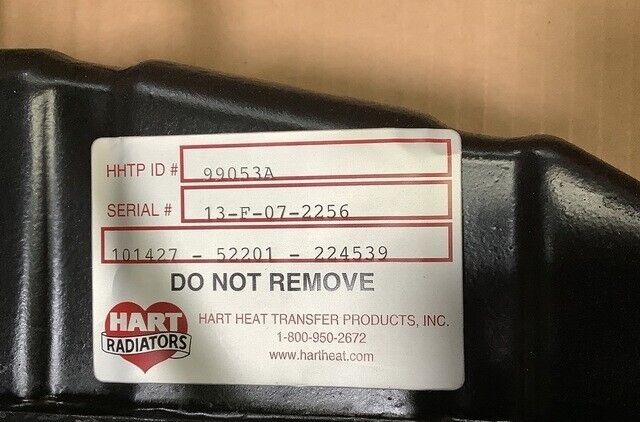 HHTP ID # 99053A
SERIAL # 13-F-07-2256
101427 - 52201 - 224539
DO NOT REMOVE
HART
RADIATORS
HART HEAT TRANSFER PRODUCTS, INC.
1-800-950-2672
www.hartheat.com